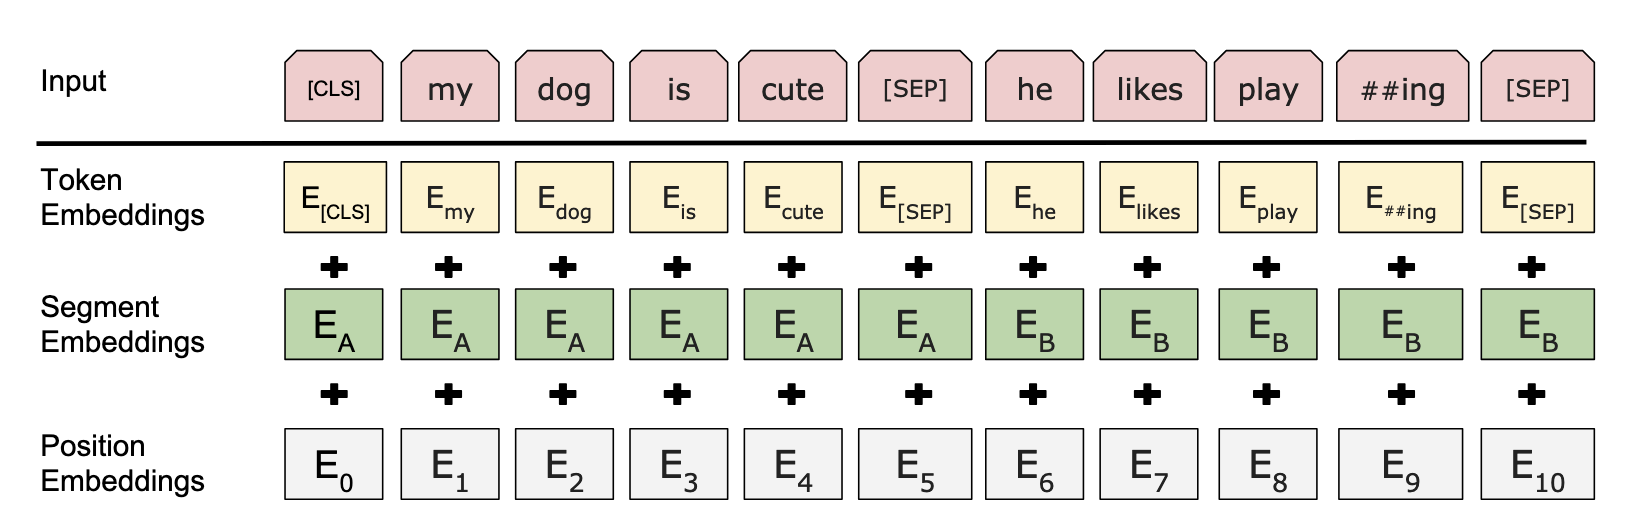 Input [CLS] my dog is cute [SEP] he likes play ##ing [SEP]
Token
Embeddings E[CLS] Emy Edog Eis Ecute E[SEP] Ehe Elikes Eplay E##ing E[SEP]
+ + + + + + + + + + +
Segment
Embeddings EA EA EA EA EA EA EB EB EB EB EB
+ + + + + + + + + + +
Position
Embeddings E0 E1 E2 E3 E4 E5 E6 E7 E8 E9 E10